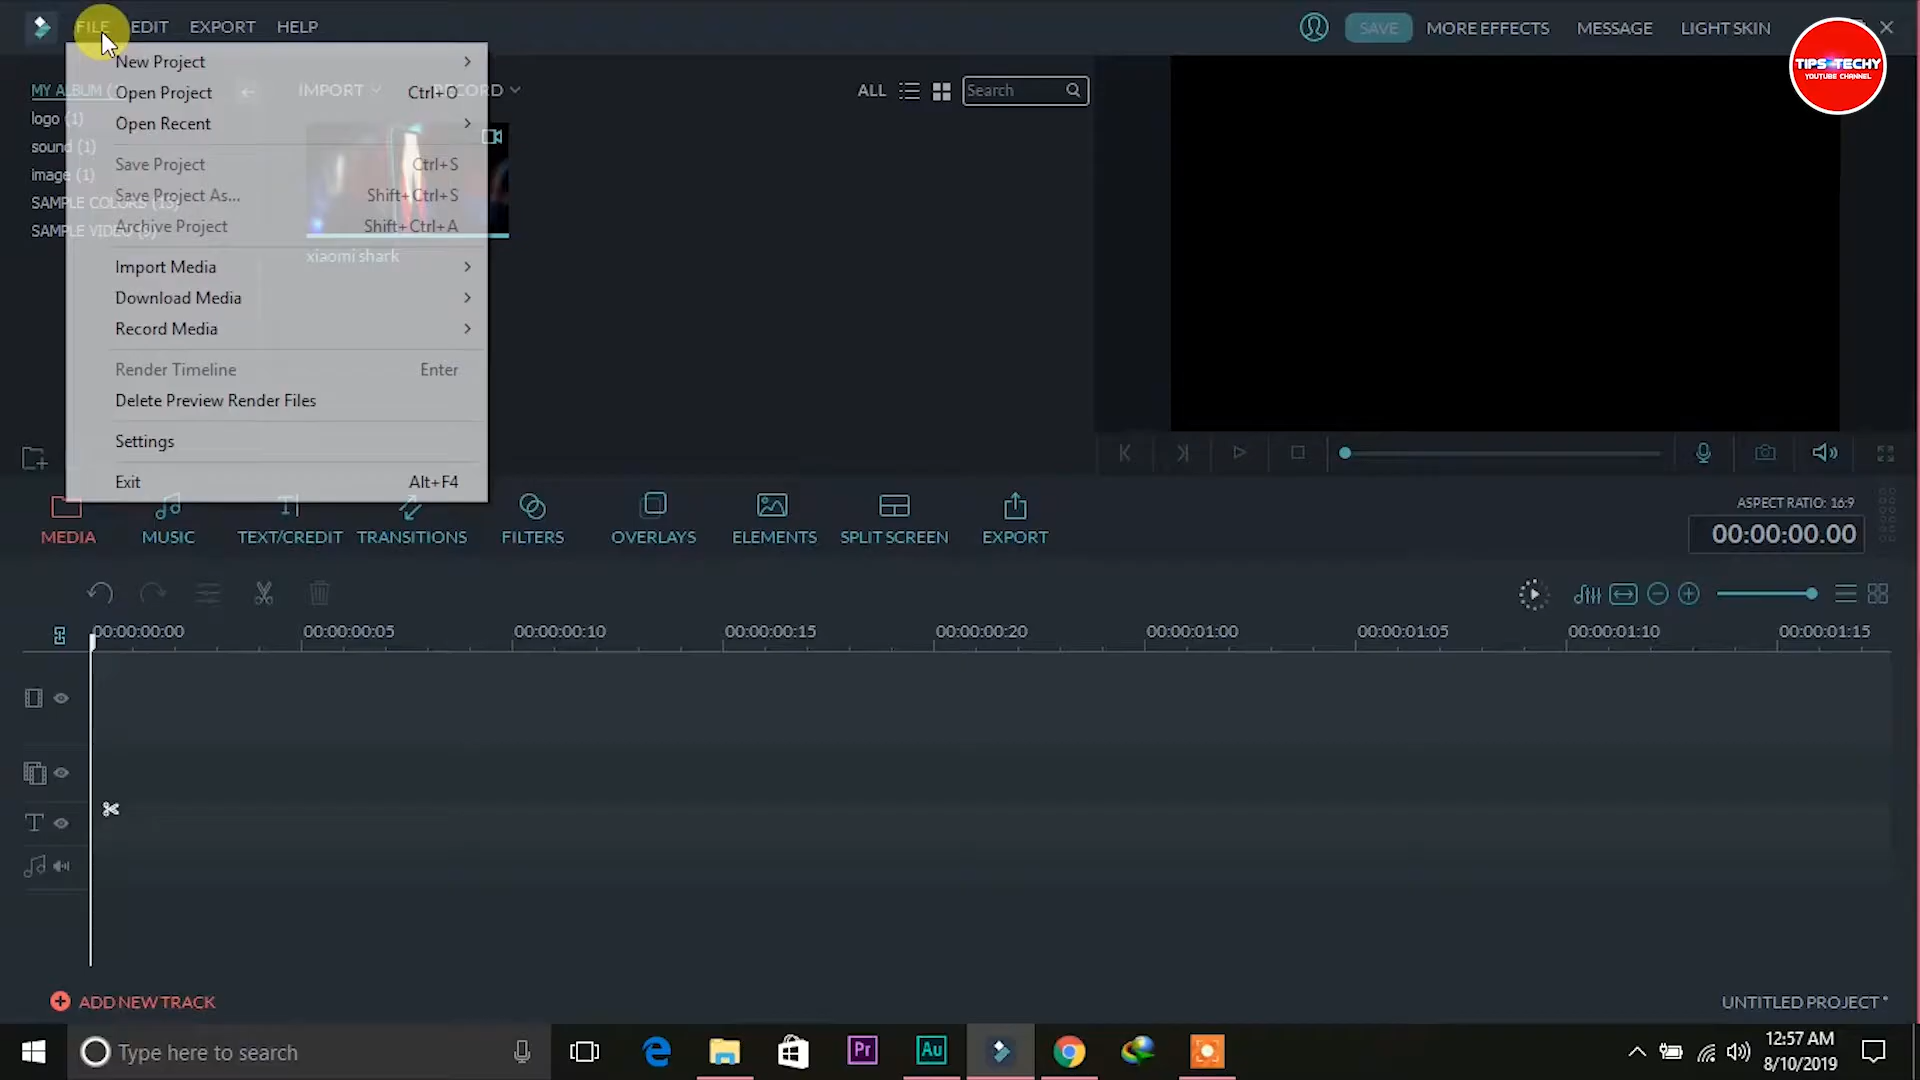 FILE EDIT EXPORT HELP
SAVE MORE EFFECTS MESSAGE LIGHT SKIN
TIPS TECHY
YOUTUBE CHANNEL
New Project
Open Project Ctrl+O
Open Recent
Save Project Ctrl+S
Save Project As... Shift+Ctrl+S
Archive Project Shift+Ctrl+A
Import Media
Download Media
Record Media
Render Timeline Enter
Delete Preview Render Files
Settings
Exit Alt+F4
MY ALBUM
logo (1)
sound (1)
image (1)
SAMPLE COLORS (15)
SAMPLE VIDEO
IMPORT
RECORD
ALL
Search
xiaomi shark
MEDIA MUSIC TEXT/CREDIT TRANSITIONS FILTERS OVERLAYS ELEMENTS SPLIT SCREEN EXPORT
ASPECT RATIO: 16:9
00:00:00.00
00:00:00:00 00:00:00:05 00:00:00:10 00:00:00:15 00:00:00:20 00:00:01:00 00:00:01:05 00:00:01:10 00:00:01:15
ADD NEW TRACK
UNTITLED PROJECT *
Type here to search
Pr
Au
12:57 AM
8/10/2019